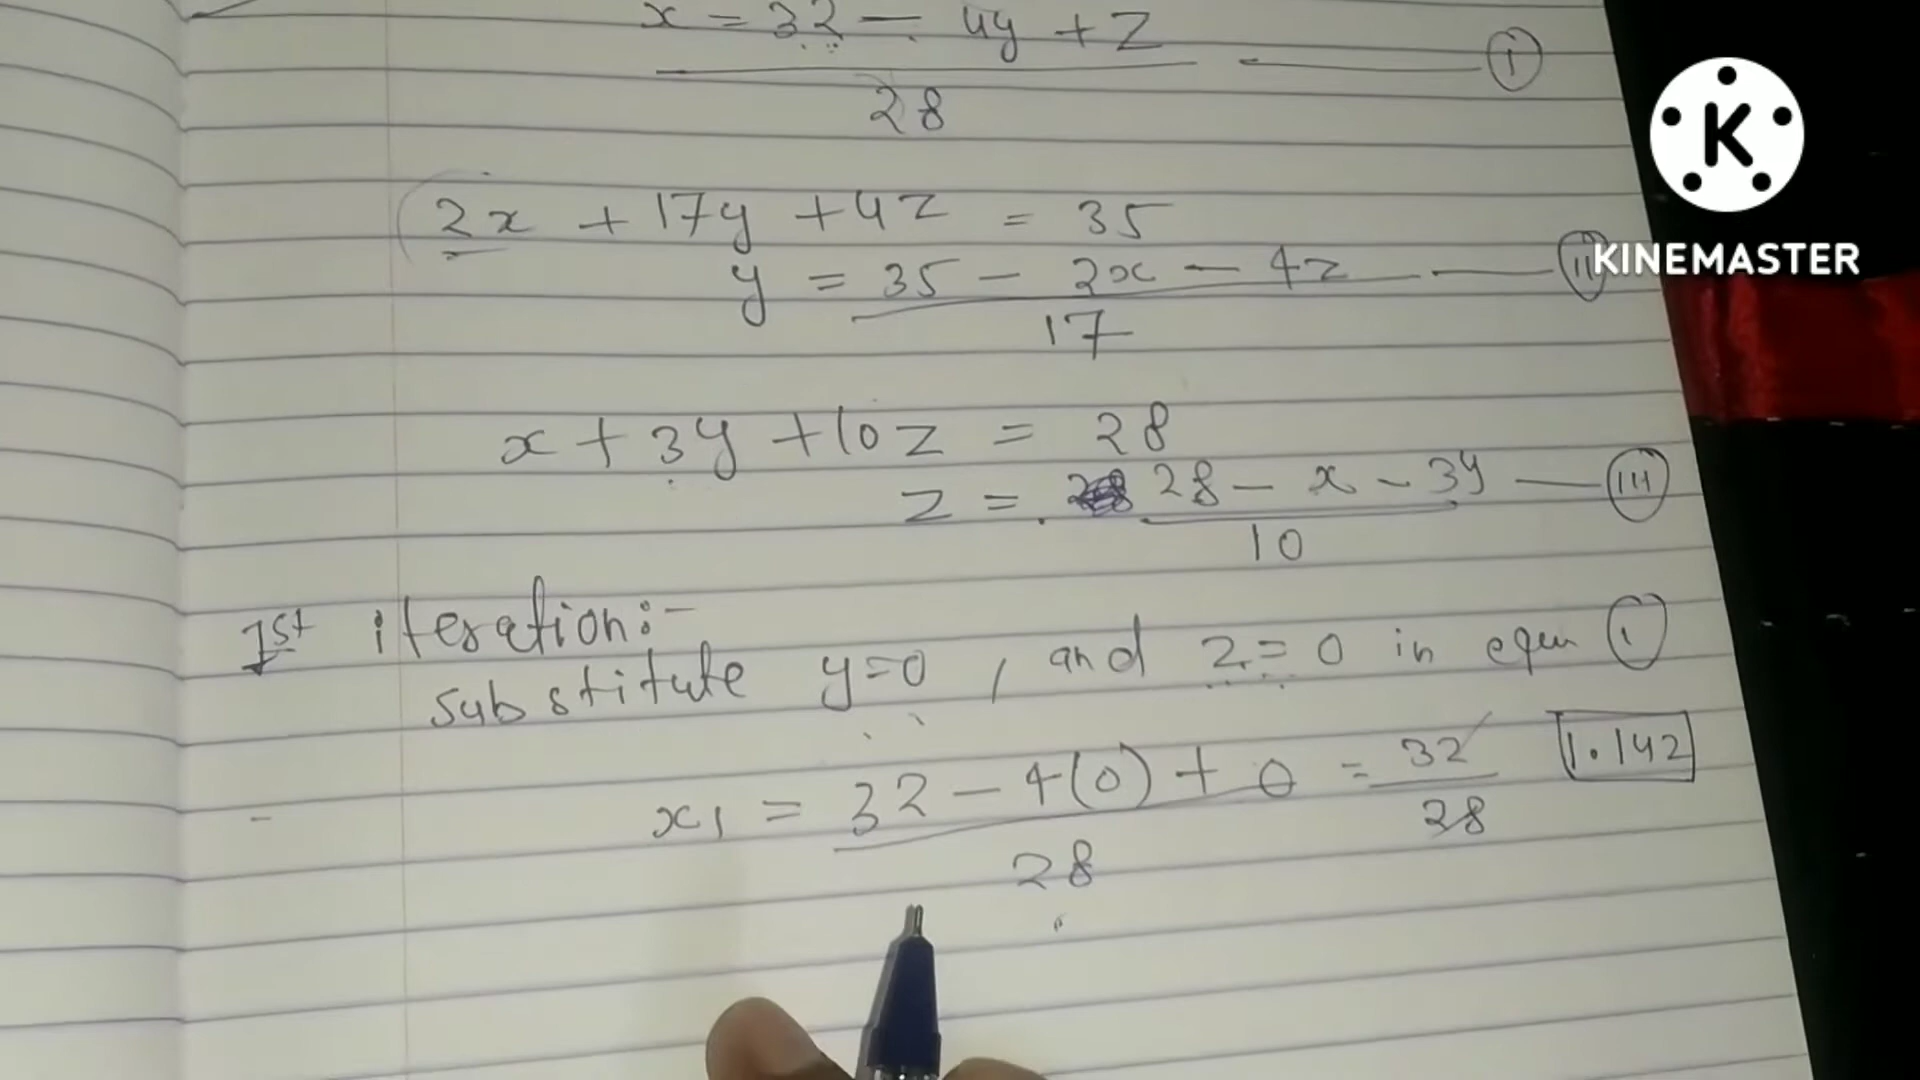 x = 32 - 4y + z (i)
28
K
KINEMASTER
2x + 17y + 4z = 35
y = 35 - 2x - 4z (ii)
17
x + 3y + 10z = 28
z = 28 - x - 3y (iii)
10
1st iteration:-
substitute y=0, and z=0 in equn (i)
x1 = 32 - 4(0) + 0 = 32 1.142
28 28